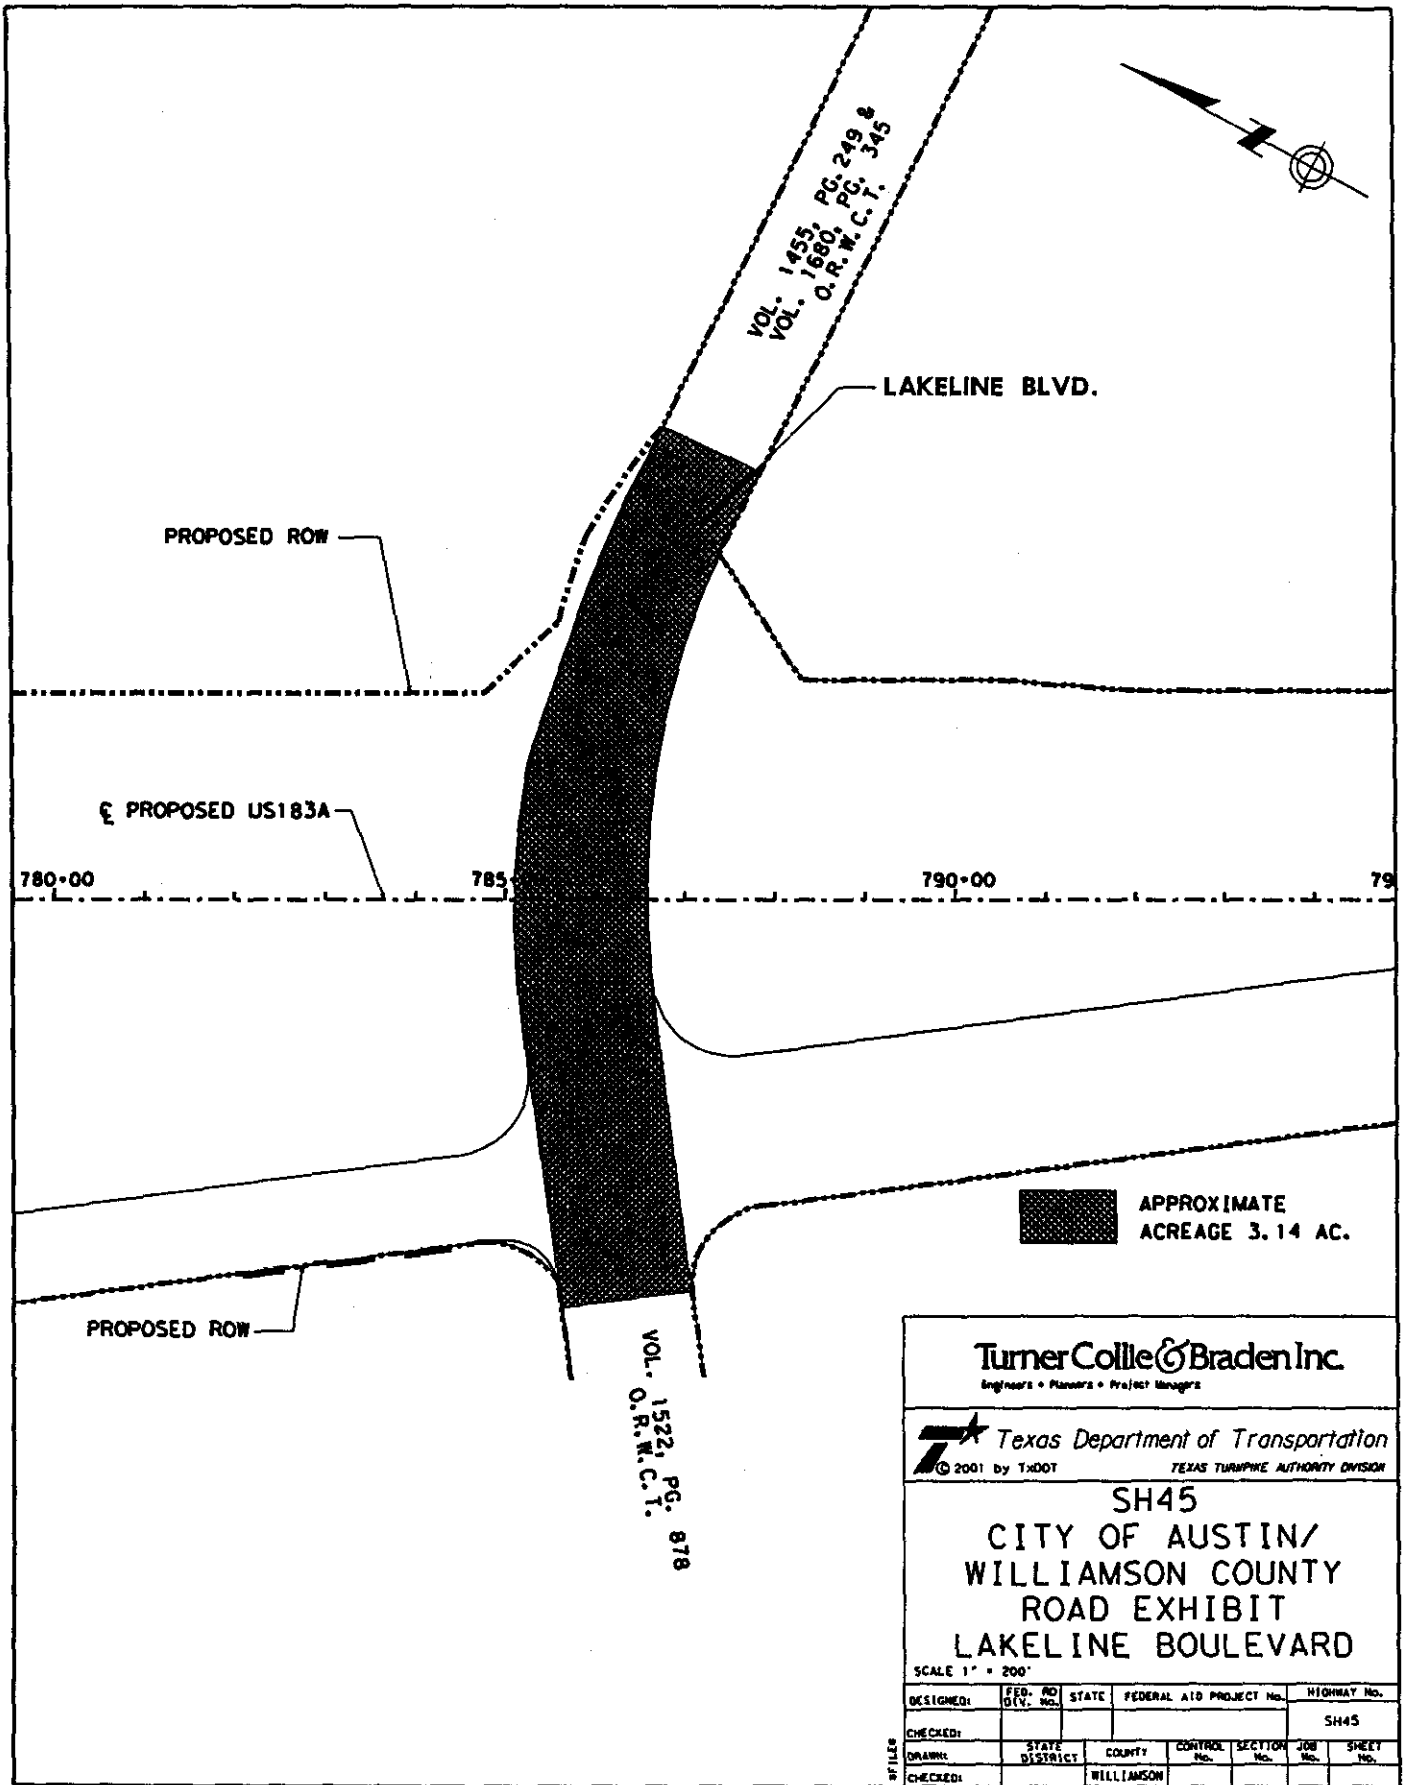 N
VOL. 1455, PG. 249 &
VOL. 1680, PG. 345
O.R.W.C.T.
LAKELINE BLVD.
PROPOSED ROW
℄ PROPOSED US183A
780+00
785
790+00
79
APPROXIMATE
ACREAGE 3.14 AC.
PROPOSED ROW
VOL. 1522, PG. 878
O.R.W.C.T.
Turner Collie & Braden Inc.
Engineers • Planners • Project Managers
Texas Department of Transportation
© 2001 by TxDOT
TEXAS TURNPIKE AUTHORITY DIVISION
SH45
CITY OF AUSTIN/
WILLIAMSON COUNTY
ROAD EXHIBIT
LAKELINE BOULEVARD
SCALE 1" = 200'
DESIGNED:
FED. RD DIV. No.
STATE
FEDERAL AID PROJECT No.
HIGHWAY No.
CHECKED:
SH45
DRAWN:
STATE DISTRICT
COUNTY
CONTROL No.
SECTION No.
JOB No.
SHEET No.
CHECKED:
WILLIAMSON